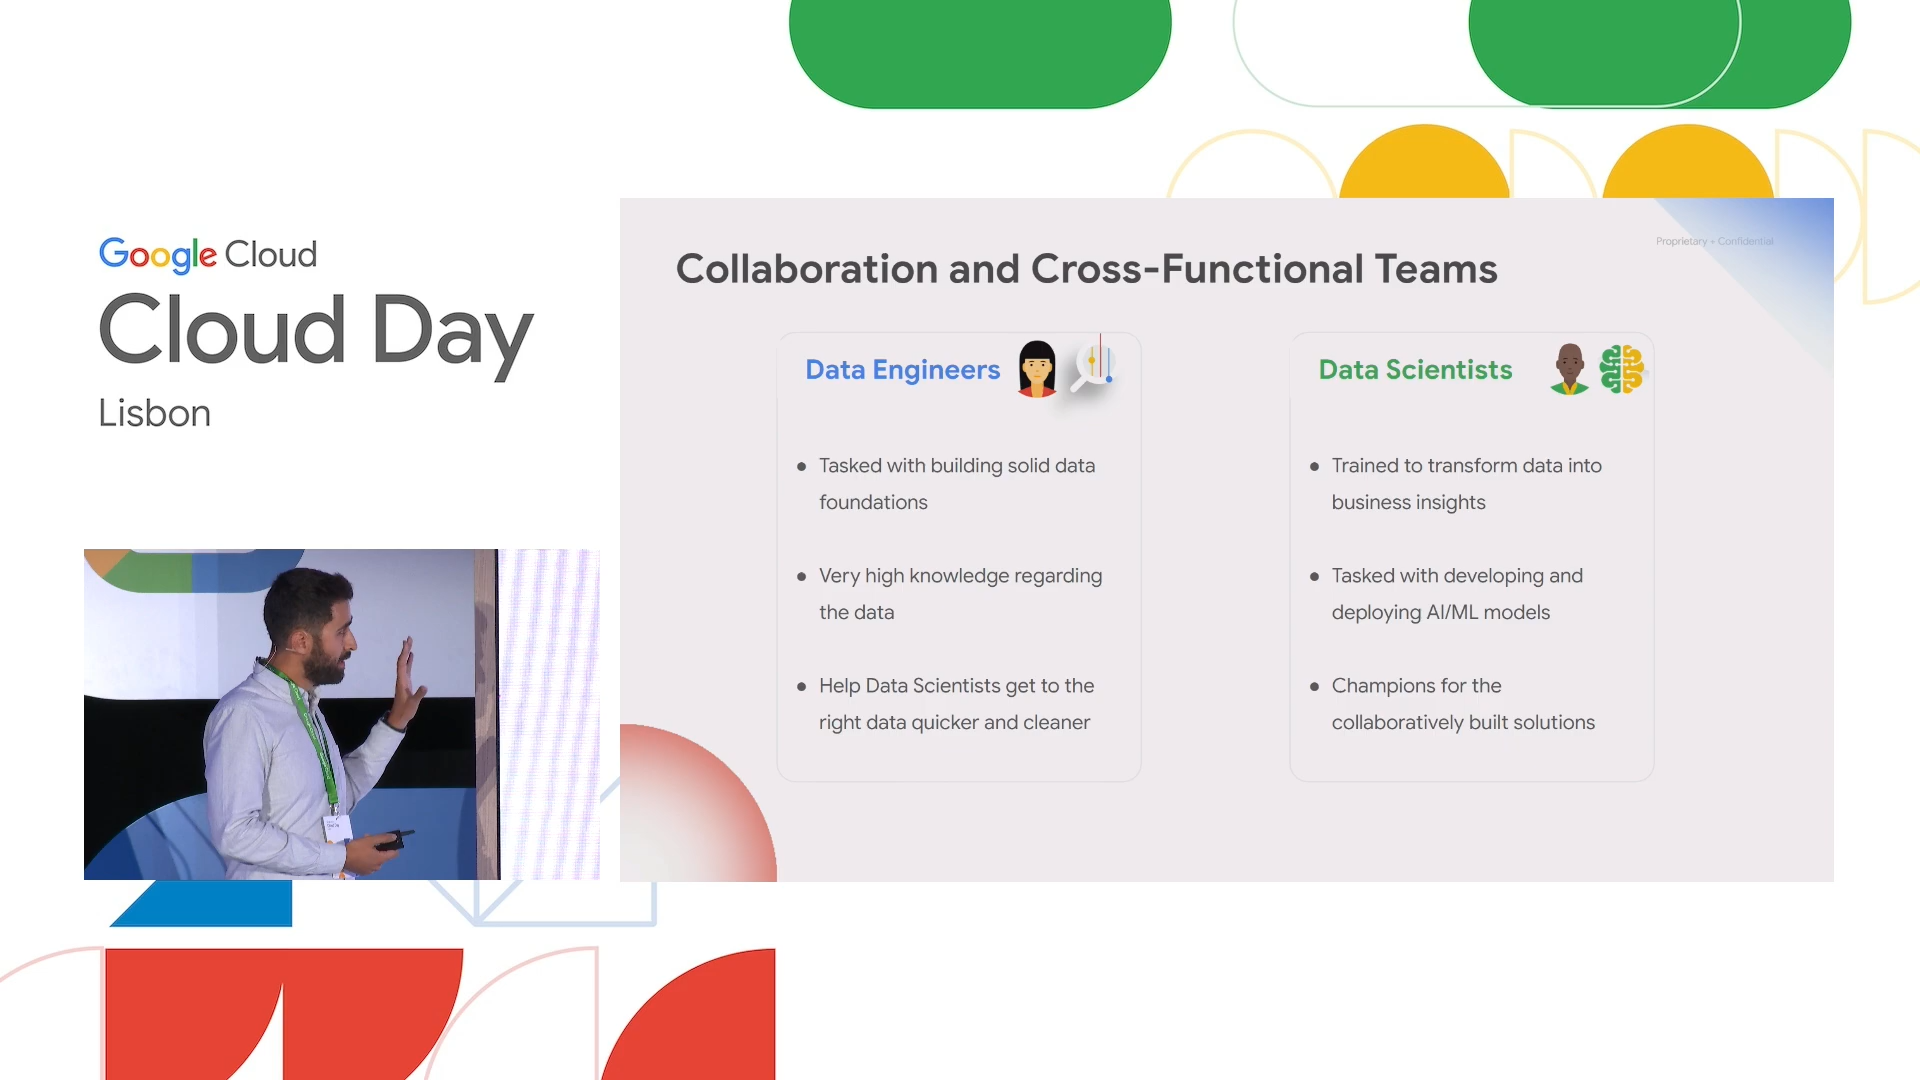 Google Cloud
Cloud Day
Lisbon
Proprietary + Confidential
Collaboration and Cross-Functional Teams
Data Engineers
Tasked with building solid data
foundations
Very high knowledge regarding
the data
Help Data Scientists get to the
right data quicker and cleaner
Data Scientists
Trained to transform data into
business insights
Tasked with developing and
deploying AI/ML models
Champions for the
collaboratively built solutions